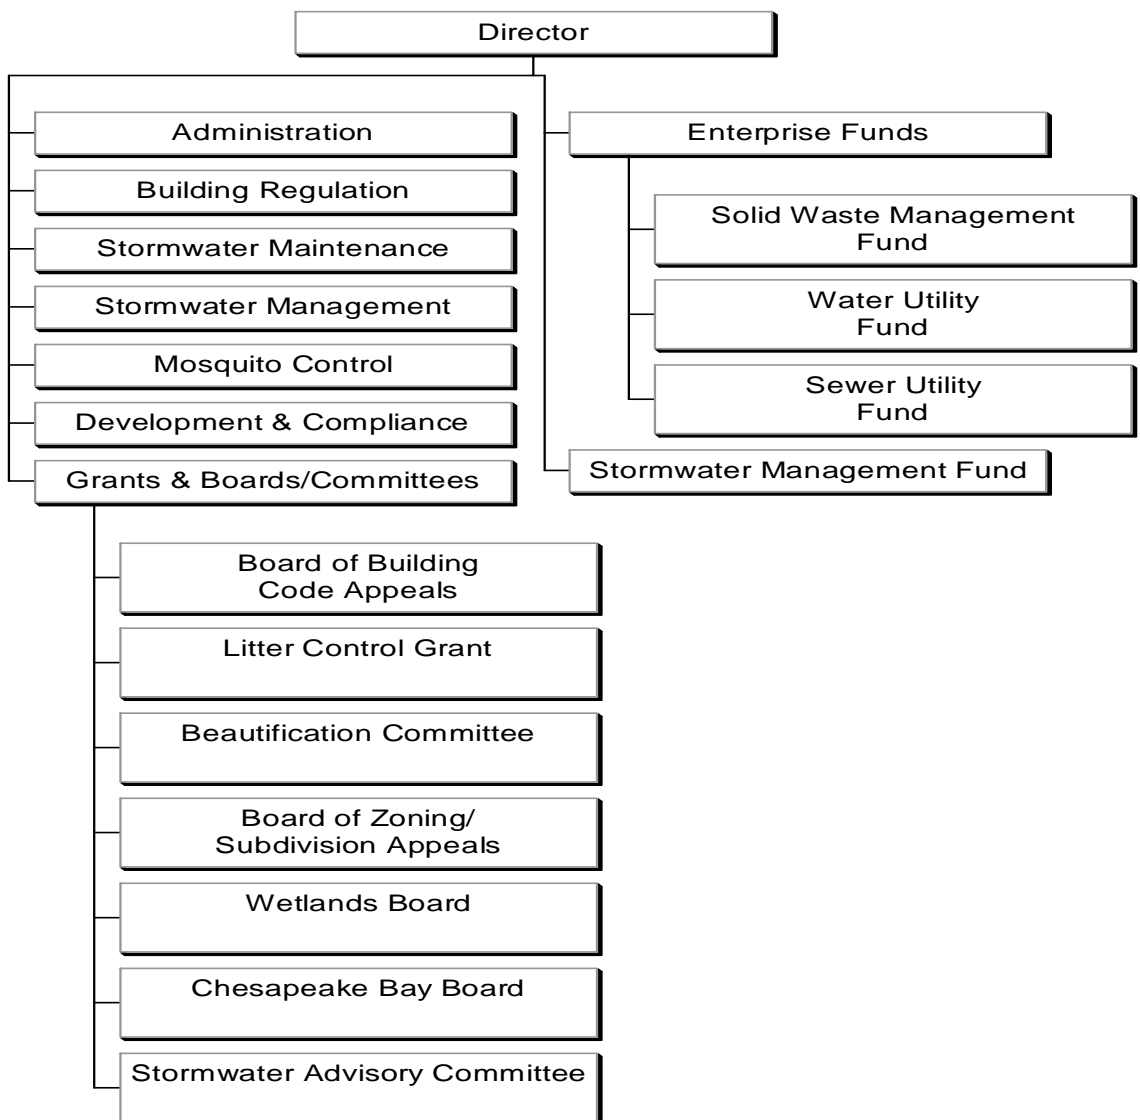 Director
Administration
Building Regulation
Stormwater Maintenance
Stormwater Management
Mosquito Control
Development & Compliance
Grants & Boards/Committees
Board of Building
Code Appeals
Litter Control Grant
Beautification Committee
Board of Zoning/
Subdivision Appeals
Wetlands Board
Chesapeake Bay Board
Stormwater Advisory Committee
Enterprise Funds
Solid Waste Management
Fund
Water Utility
Fund
Sewer Utility
Fund
Stormwater Management Fund